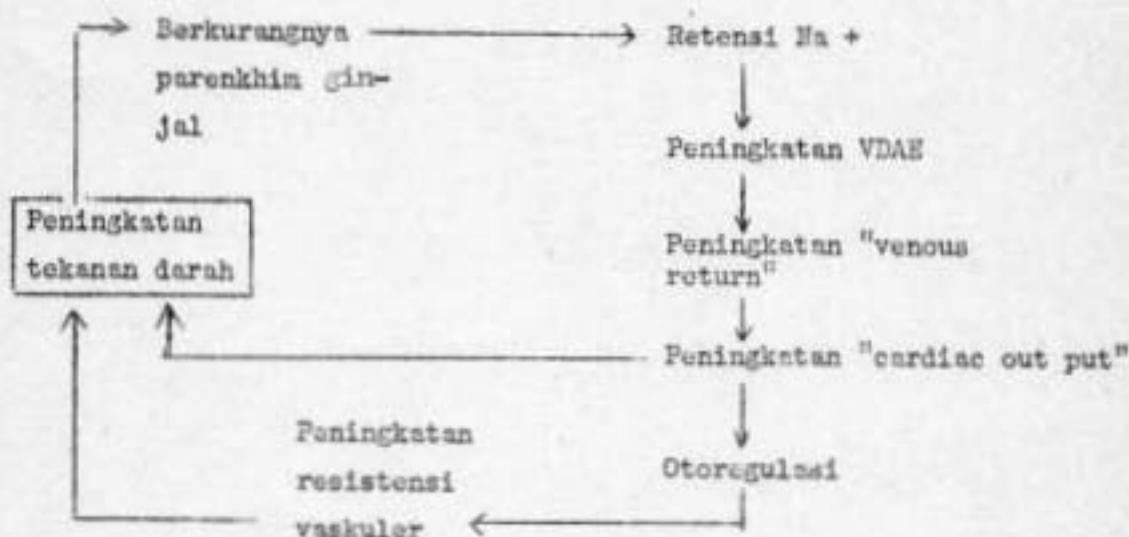 Berkurangnya
parenkhim gin-
jal
Retensi Na +
Peningkatan VDAE
Peningkatan "venous
return"
Peningkatan "cardiac out put"
Otoregulasi
Peningkatan
resistensi
vaskuler
Peningkatan
tekanan darah